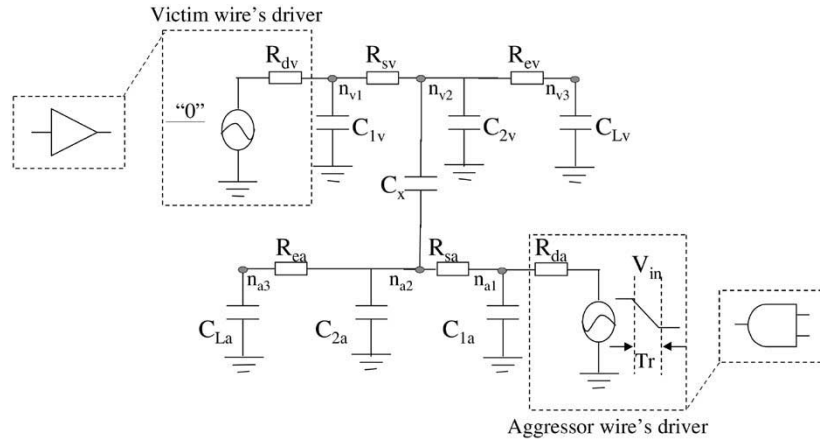 Victim wire's driver
R_dv
R_sv
R_ev
n_v1
n_v2
n_v3
"0"
C_1v
C_2v
C_Lv
C_x
R_ea
R_sa
R_da
V_in
n_a3
n_a2
n_a1
C_La
C_2a
C_1a
Tr
Aggressor wire's driver